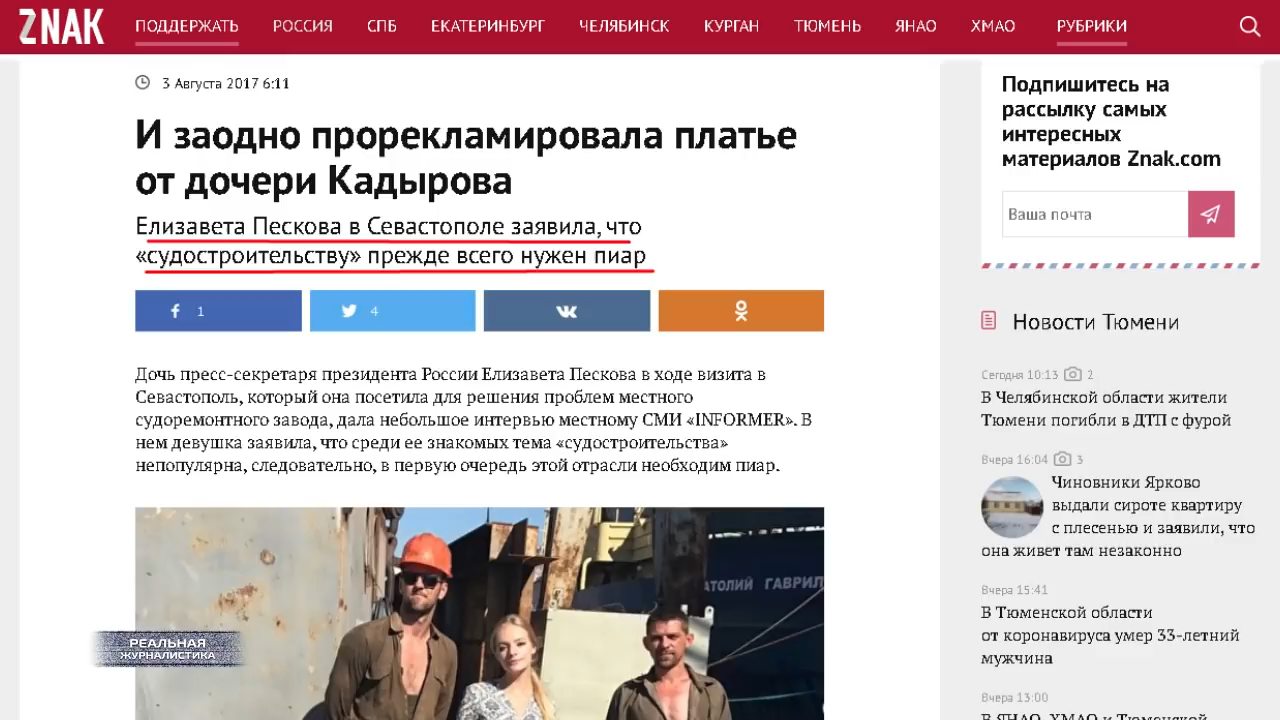 ZNAK
ПОДДЕРЖАТЬ
РОССИЯ
СПБ
ЕКАТЕРИНБУРГ
ЧЕЛЯБИНСК
КУРГАН
ТЮМЕНЬ
ЯНАО
ХМАО
РУБРИКИ
3 Августа 2017 6:11
И заодно прорекламировала платье
от дочери Кадырова
Елизавета Пескова в Севастополе заявила, что
«судостроительству» прежде всего нужен пиар
1
4
Дочь пресс-секретаря президента России Елизавета Пескова в ходе визита в
Севастополь, который она посетила для решения проблем местного
судоремонтного завода, дала небольшое интервью местному СМИ «INFORMER». В
нем девушка заявила, что среди ее знакомых тема «судостроительства»
непопулярна, следовательно, в первую очередь этой отрасли необходим пиар.
АТОЛИЙ ГАВРИЛ
РЕАЛЬНАЯ
ЖУРНАЛИСТИКА
Подпишитесь на
рассылку самых
интересных
материалов Znak.com
Ваша почта
Новости Тюмени
Сегодня 10:13 2
В Челябинской области жители
Тюмени погибли в ДТП с фурой
Вчера 16:04 3
Чиновники Ярково
выдали сироте квартиру
с плесенью и заявили, что
она живет там незаконно
Вчера 15:41
В Тюменской области
от коронавируса умер 33-летний
мужчина
Вчера 13:00
В ЯНАО, ХМАО и Тюменской